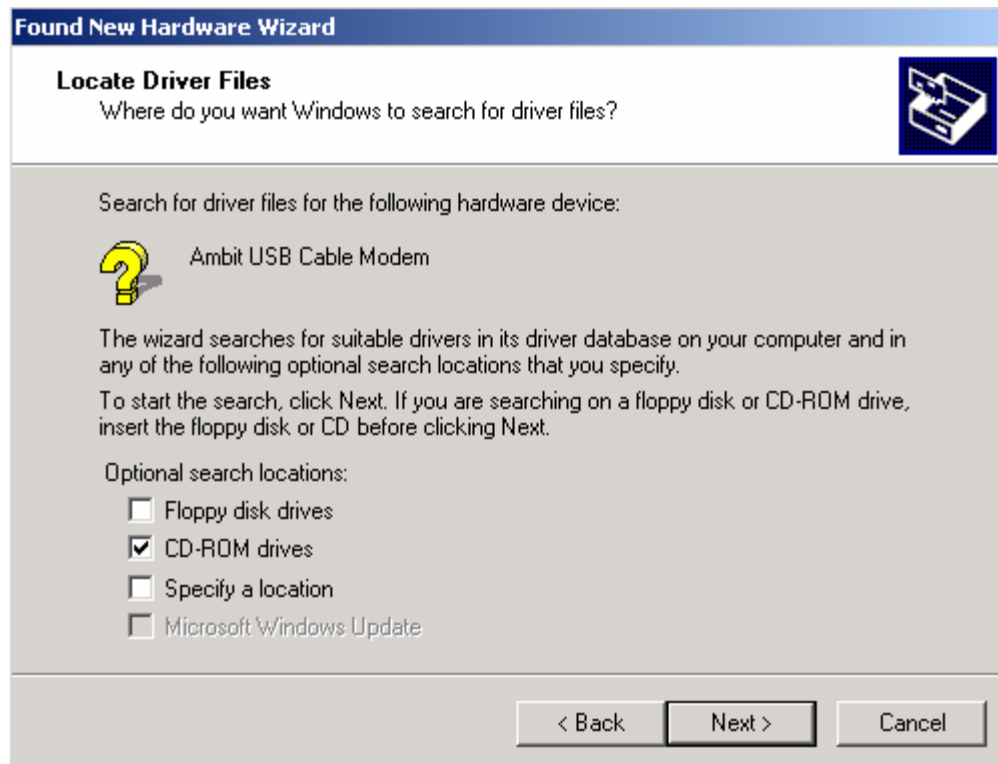 Found New Hardware Wizard
Locate Driver Files
Where do you want Windows to search for driver files?
Search for driver files for the following hardware device:
Ambit USB Cable Modem
The wizard searches for suitable drivers in its driver database on your computer and in
any of the following optional search locations that you specify.
To start the search, click Next. If you are searching on a floppy disk or CD-ROM drive,
insert the floppy disk or CD before clicking Next.
Optional search locations:
Floppy disk drives
CD-ROM drives
Specify a location
Microsoft Windows Update
< Back Next > Cancel